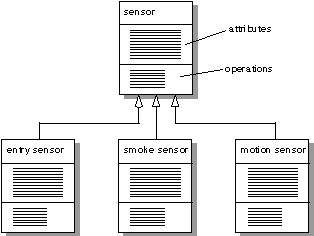 sensor
attributes
operations
entry sensor
smoke sensor
motion sensor